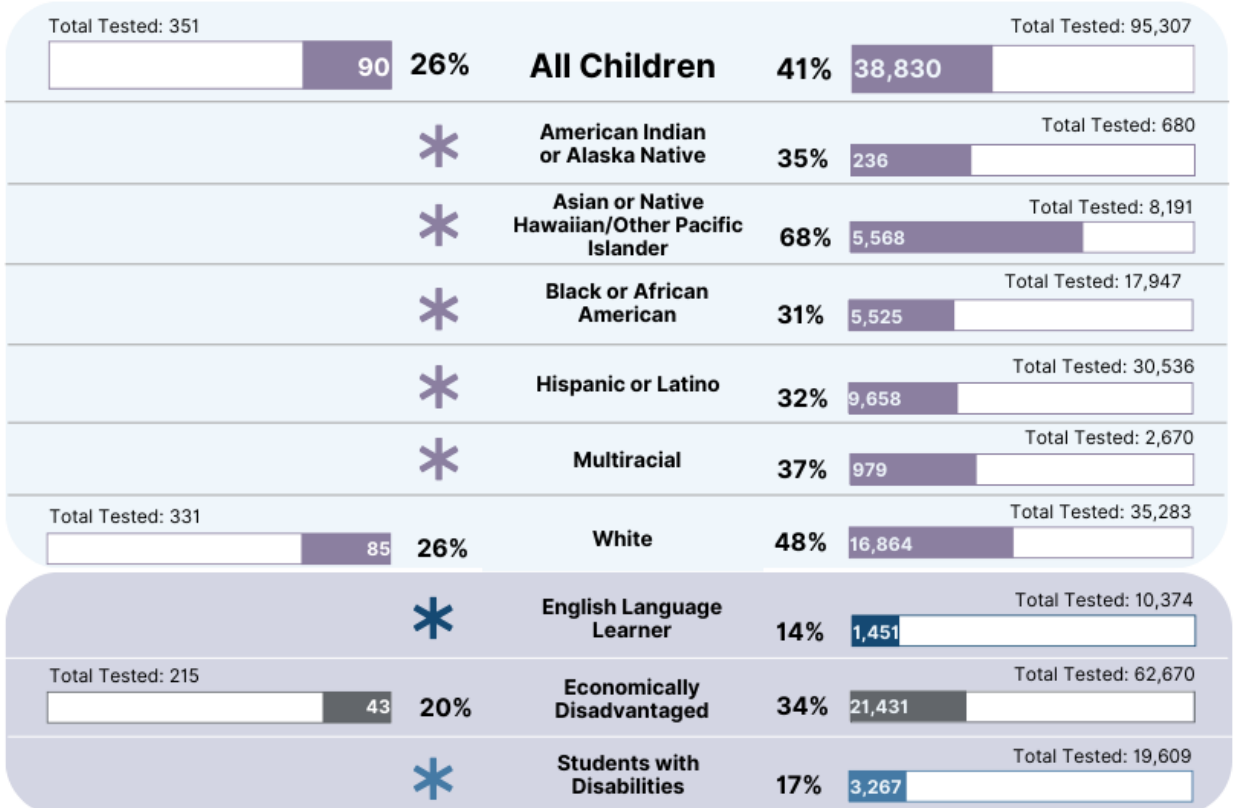 Total Tested: 351
Total Tested: 95,307
90 26% All Children 41% 38,830
Total Tested: 680
American Indian
or Alaska Native
35% 236
Asian or Native
Hawaiian/Other Pacific
Islander
Total Tested: 8,191
68% 5,568
Total Tested: 17,947
Black or African
American
31% 5,525
Total Tested: 30,536
Hispanic or Latino
32% 9,658
Total Tested: 2,670
Multiracial
37% 979
Total Tested: 331
Total Tested: 35,283
85 26% White 48% 16,864
Total Tested: 10,374
English Language
Learner
14% 1,451
Total Tested: 215
Total Tested: 62,670
Economically
Disadvantaged
43 20% 34% 21,431
Total Tested: 19,609
Students with
Disabilities
17% 3,267